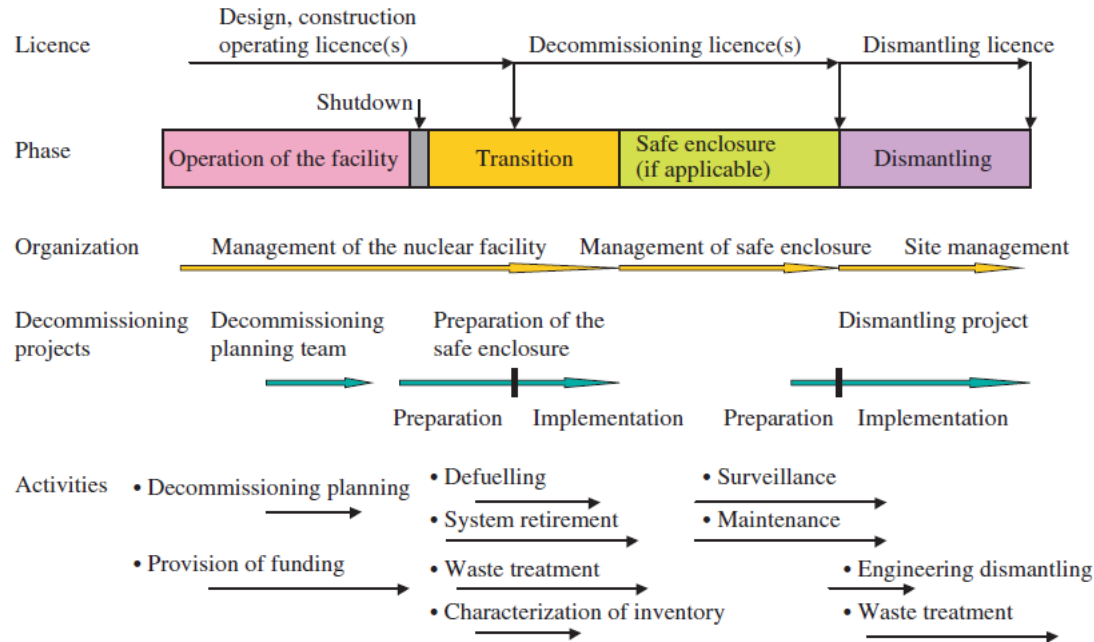 Licence
Design, construction
operating licence(s)
Decommissioning licence(s)
Dismantling licence
Shutdown
Phase
Operation of the facility
Transition
Safe enclosure
(if applicable)
Dismantling
Organization
Management of the nuclear facility
Management of safe enclosure
Site management
Decommissioning
projects
Decommissioning
planning team
Preparation of the
safe enclosure
Dismantling project
Preparation
Implementation
Preparation
Implementation
Activities
• Decommissioning planning
• Provision of funding
• Defuelling
• System retirement
• Waste treatment
• Characterization of inventory
• Surveillance
• Maintenance
• Engineering dismantling
• Waste treatment